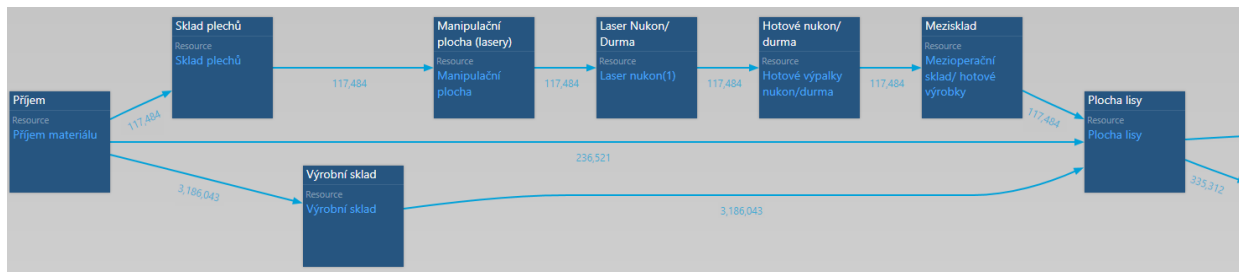 Sklad plechů
Resource
Sklad plechů
Manipulační
plocha (lasery)
Resource
Manipulační
plocha
Laser Nukon/
Durma
Resource
Laser nukon(1)
Hotové nukon/
durma
Resource
Hotové výpalky
nukon/durma
Mezisklad
Resource
Mezioperační
sklad/ hotové
výrobky
117,484
117,484
117,484
117,484
Příjem
Resource
Příjem materiálu
117,484
117,484
Plocha lisy
Resource
Plocha lisy
236,521
Výrobní sklad
Resource
Výrobní sklad
3,186,043
3,186,043
335,312